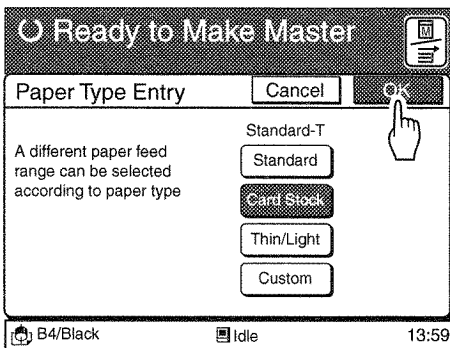 Ready to Make Master
M
Paper Type Entry
Cancel
OK
A different paper feed
range can be selected
according to paper type
Standard-T
Standard
Card Stock
Thin/Light
Custom
B4/Black
Idle
13:59